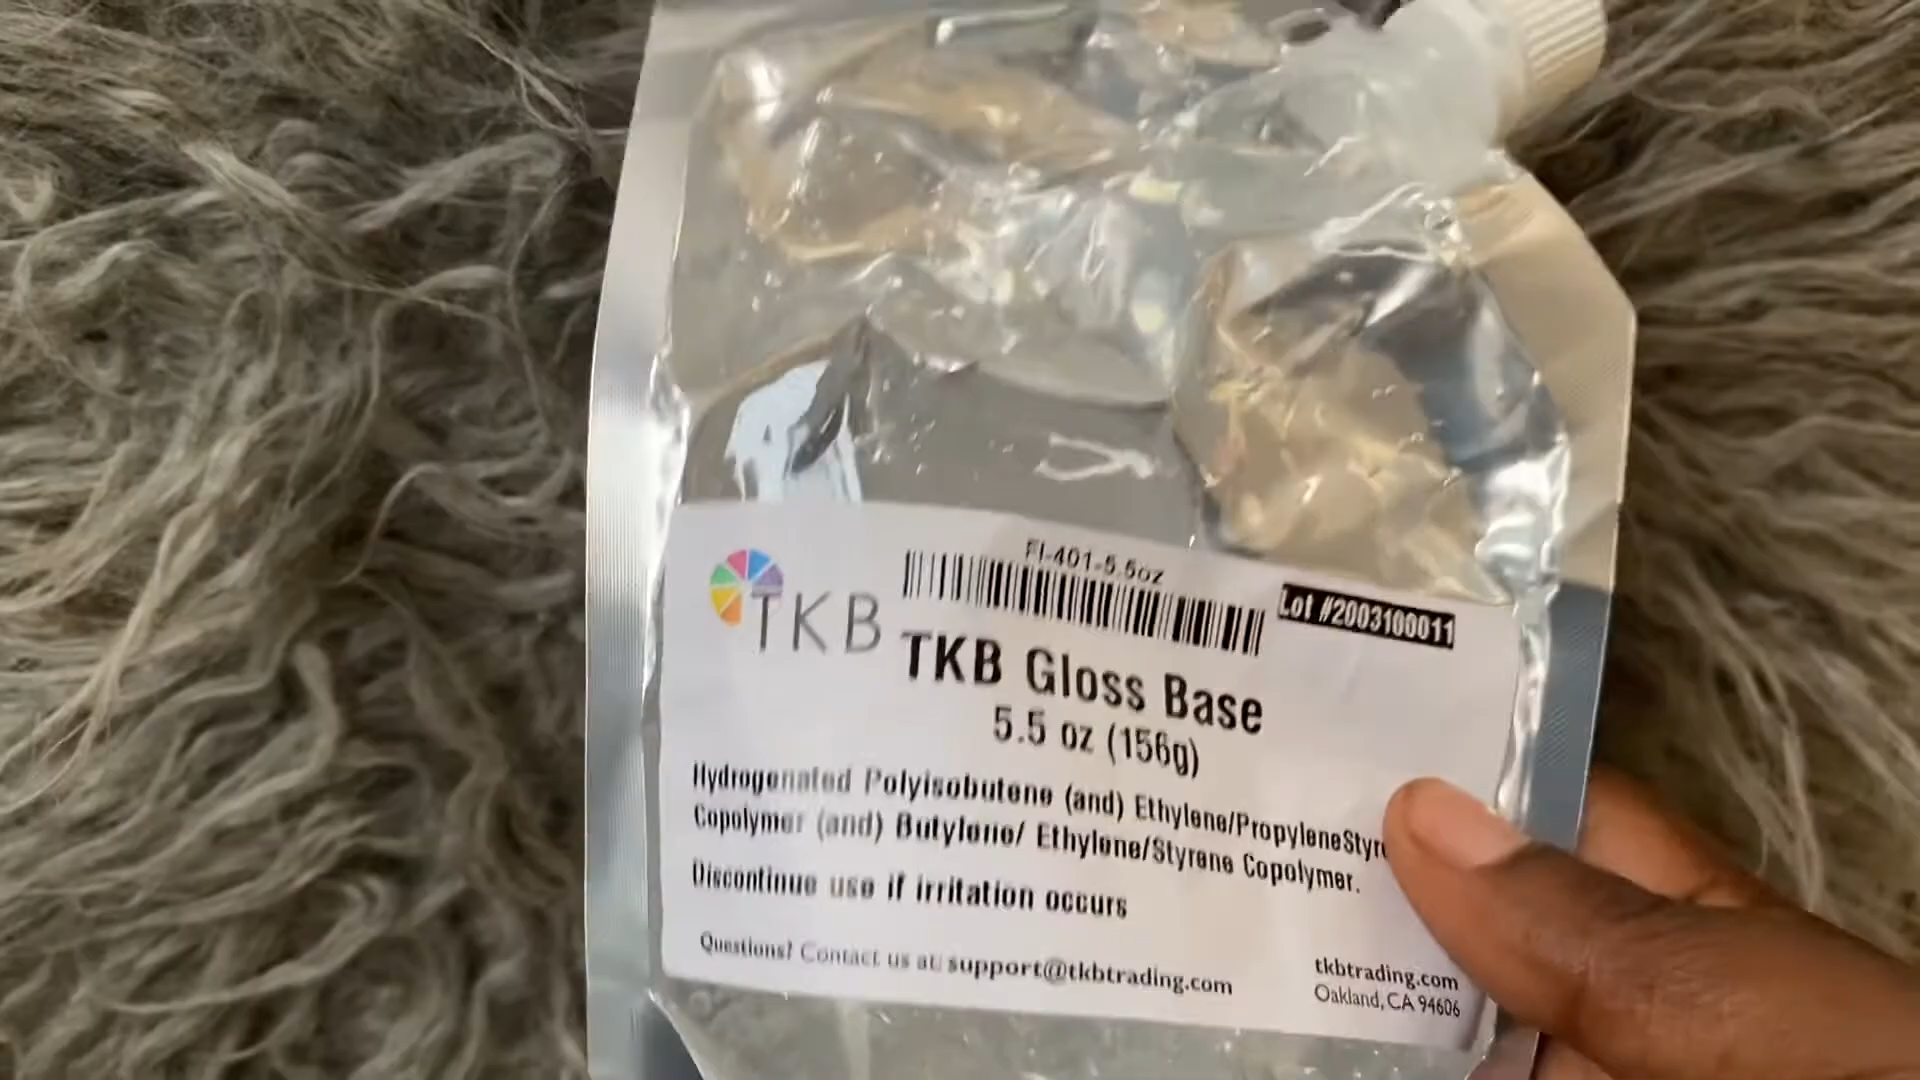 FI-401-5.5oz
Lot #2003100011
TKB
TKB Gloss Base
5.5 oz (156g)
Hydrogenated Polyisobutene (and) Ethylene/PropyleneStyr
Copolymer (and) Butylene/ Ethylene/Styrene Copolymer.
Discontinue use if irritation occurs
Questions? Contact us at: support@tkbtrading.com
tkbtrading.com
Oakland, CA 94606